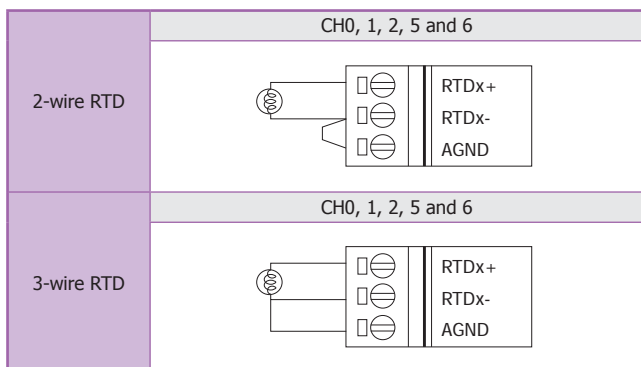 CH0, 1, 2, 5 and 6
2-wire RTD
RTDx+
RTDx-
AGND
CH0, 1, 2, 5 and 6
3-wire RTD
RTDx+
RTDx-
AGND